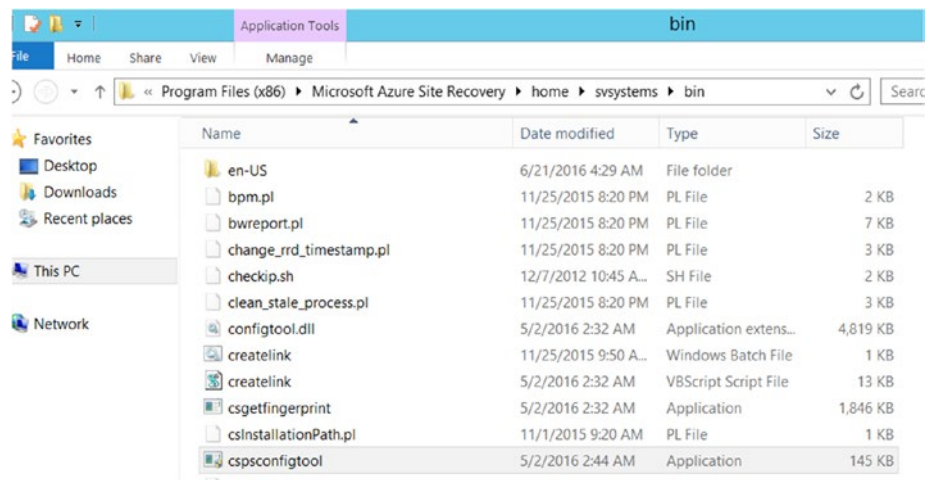 Application Tools bin
File Home Share View Manage
« Program Files (x86) Microsoft Azure Site Recovery home svsystems bin Searc
Favorites
Desktop
Downloads
Recent places
This PC
Network
Name Date modified Type Size
en-US 6/21/2016 4:29 AM File folder
bpm.pl 11/25/2015 8:20 PM PL File 2 KB
bwreport.pl 11/25/2015 8:20 PM PL File 7 KB
change_rrd_timestamp.pl 11/25/2015 8:20 PM PL File 3 KB
checkip.sh 12/7/2012 10:45 A... SH File 2 KB
clean_stale_process.pl 11/25/2015 8:20 PM PL File 3 KB
configtool.dll 5/2/2016 2:32 AM Application extens... 4,819 KB
createlink 11/25/2015 9:50 A... Windows Batch File 1 KB
createlink 5/2/2016 2:32 AM VBScript Script File 13 KB
csgetfingerprint 5/2/2016 2:32 AM Application 1,846 KB
csInstallationPath.pl 11/1/2015 9:20 AM PL File 1 KB
cspsconfigtool 5/2/2016 2:44 AM Application 145 KB